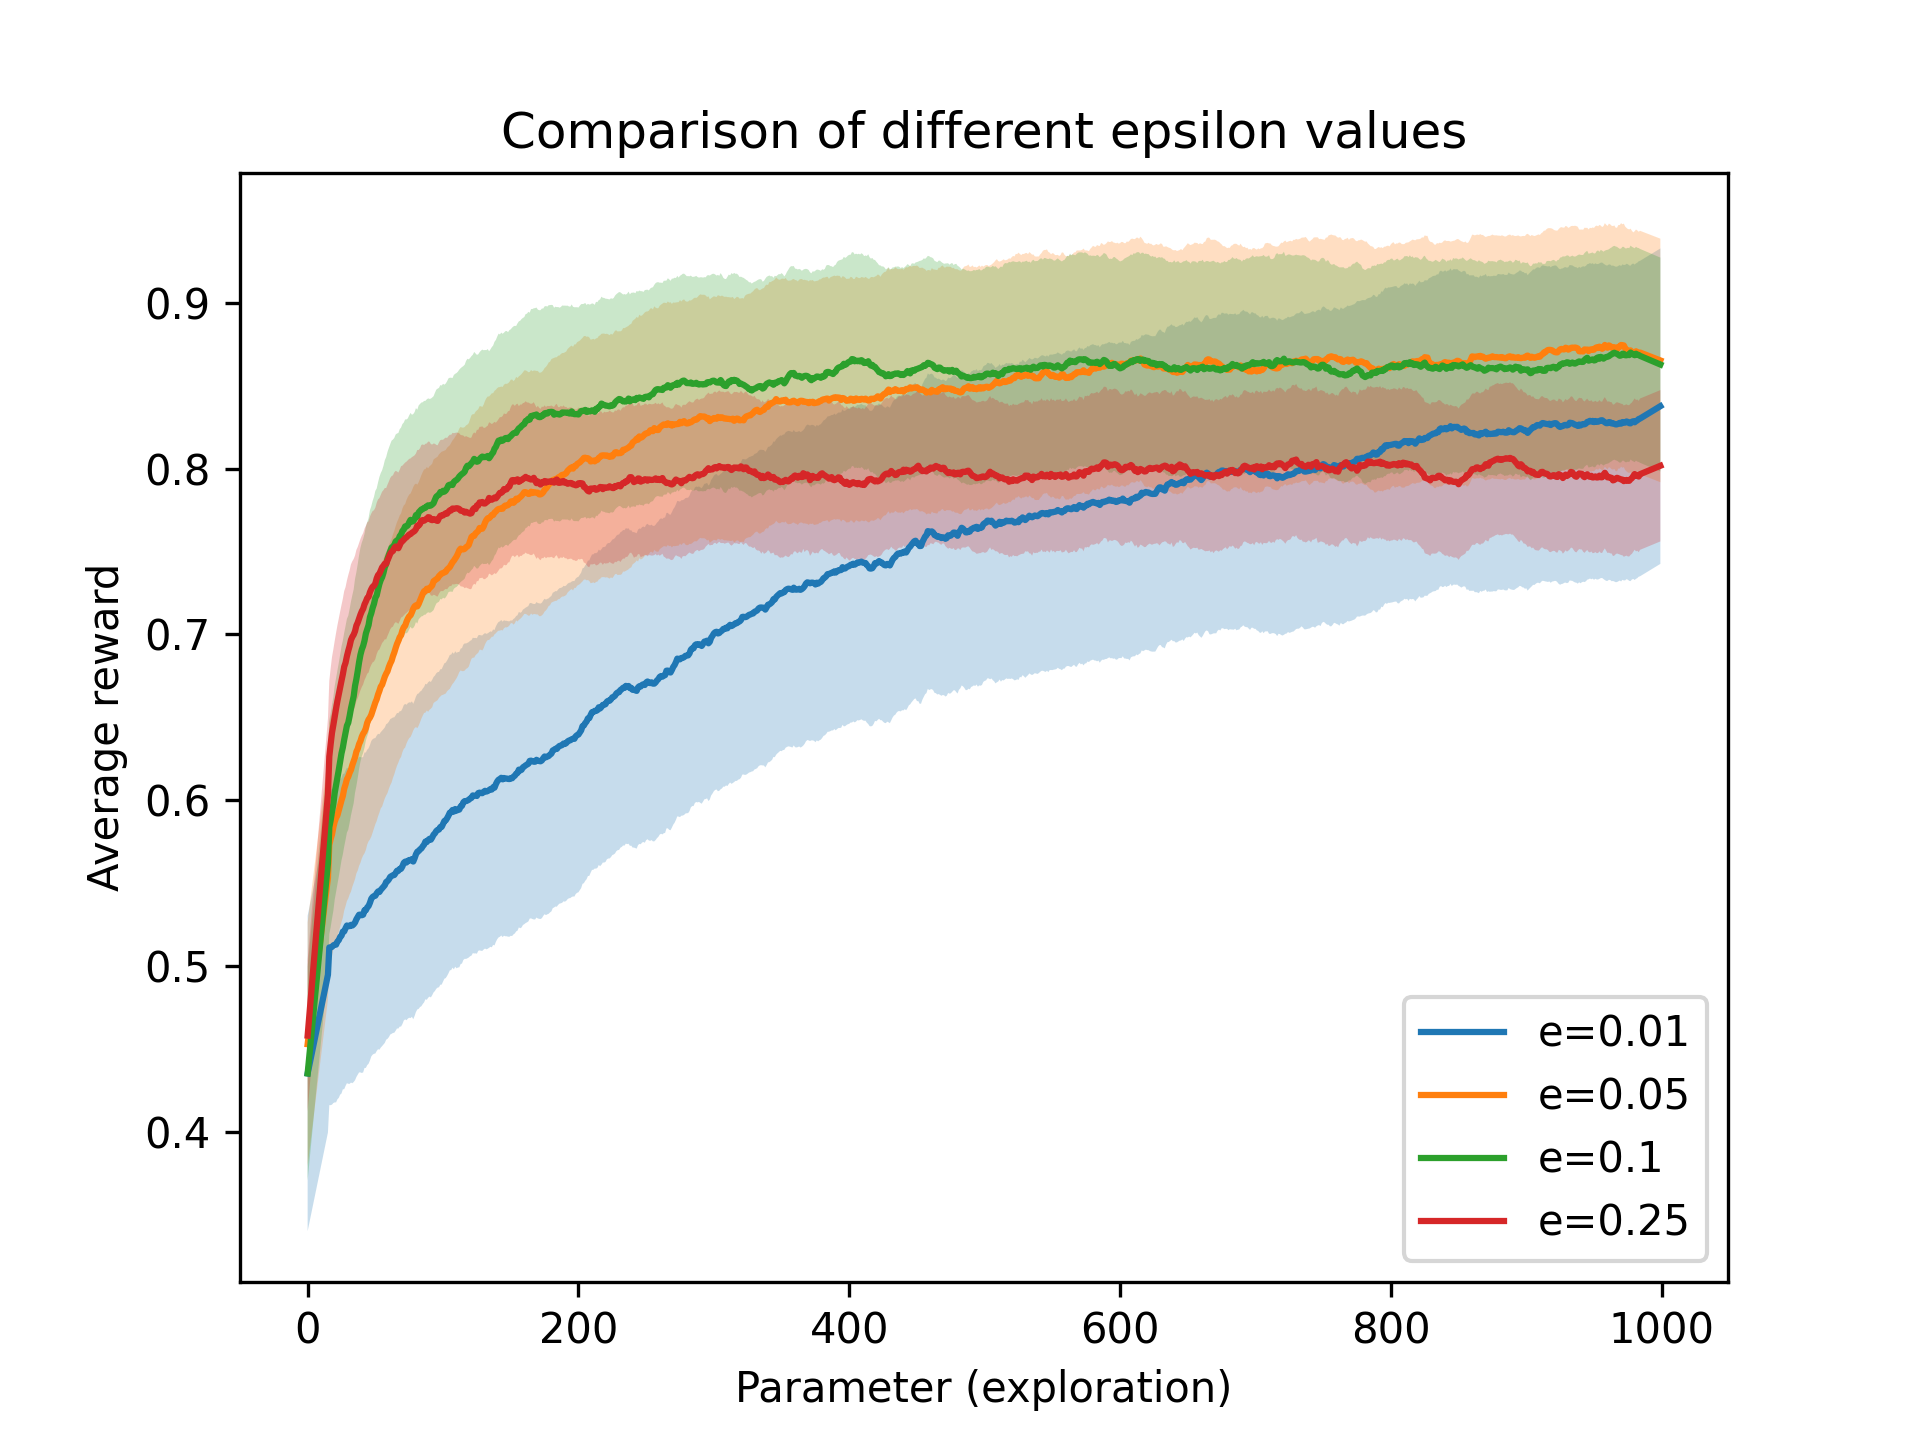 Comparison of different epsilon values
Average reward
0.9
0.8
0.7
0.6
0.5
0.4
0 200 400 600 800 1000
Parameter (exploration)
e=0.01
e=0.05
e=0.1
e=0.25